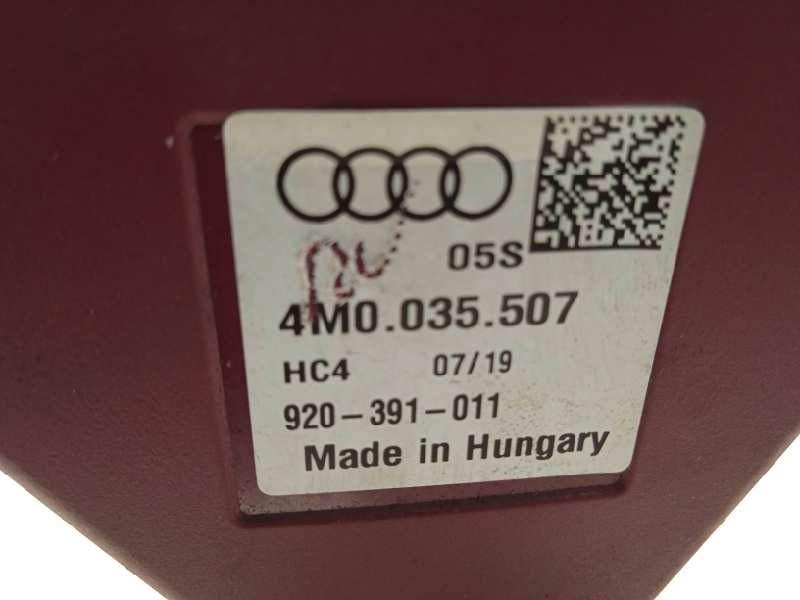 05S
4M0.035.507
HC4 07/19
920-391-011
Made in Hungary